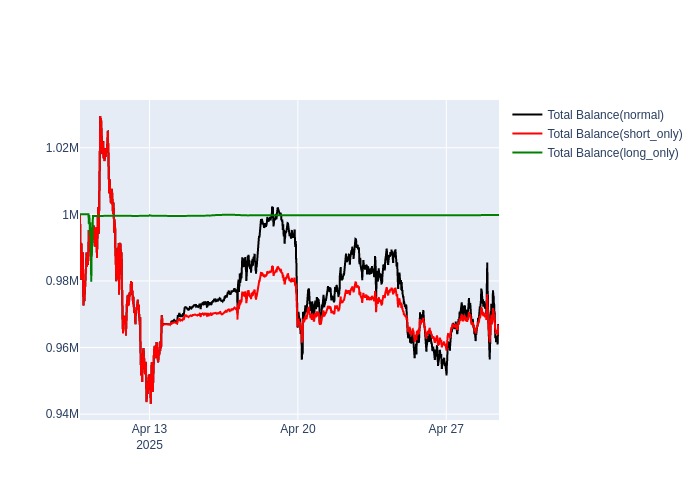 Total Balance(normal)
Total Balance(short_only)
Total Balance(long_only)
1.02M
1M
0.98M
0.96M
0.94M
Apr 13
2025
Apr 20
Apr 27